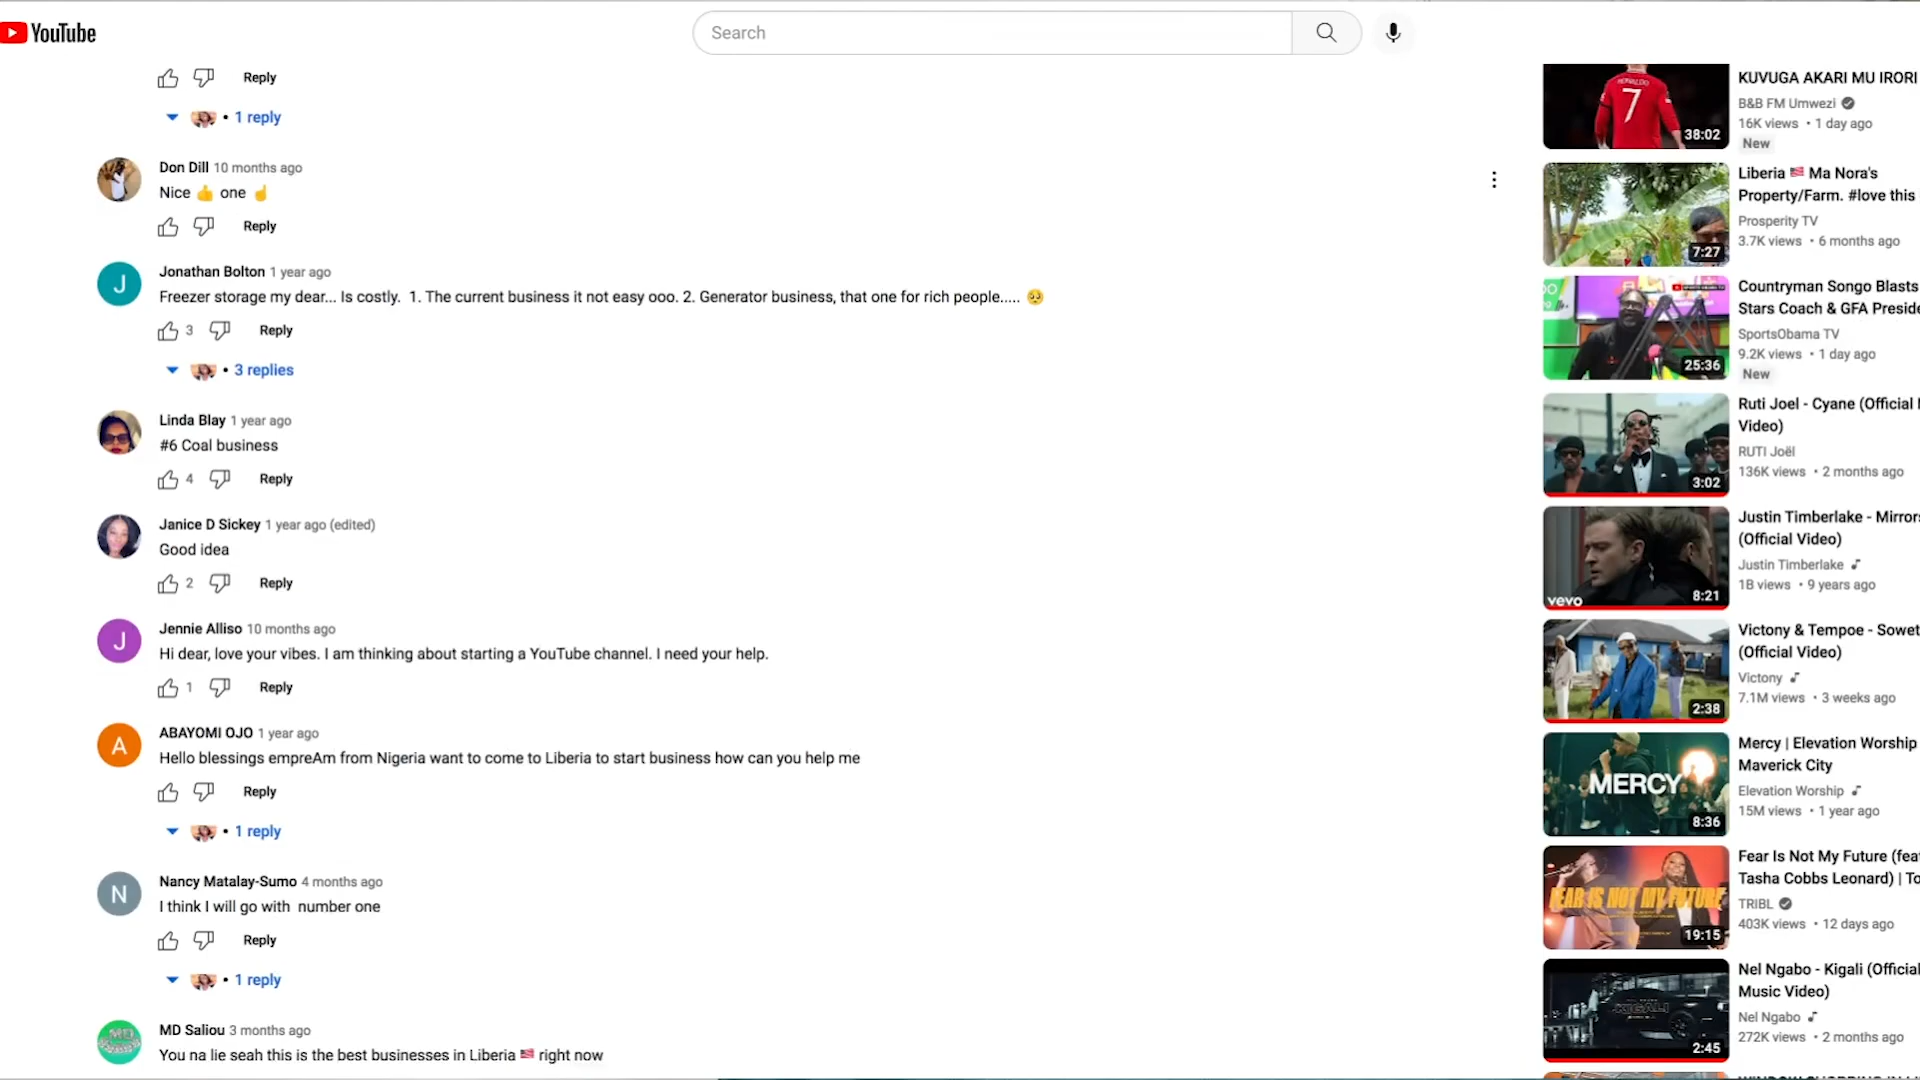 YouTube
Search
Reply
• 1 reply
Don Dill 10 months ago
Nice 👍 one ☝
Reply
Jonathan Bolton 1 year ago
Freezer storage my dear... Is costly. 1. The current business it not easy ooo. 2. Generator business, that one for rich people..... 🥺
3 Reply
• 3 replies
Linda Blay 1 year ago
#6 Coal business
4 Reply
Janice D Sickey 1 year ago (edited)
Good idea
2 Reply
Jennie Alliso 10 months ago
Hi dear, love your vibes. I am thinking about starting a YouTube channel. I need your help.
1 Reply
ABAYOMI OJO 1 year ago
Hello blessings empreAm from Nigeria want to come to Liberia to start business how can you help me
Reply
• 1 reply
Nancy Matalay-Sumo 4 months ago
I think I will go with number one
Reply
• 1 reply
MD Saliou 3 months ago
You na lie seah this is the best businesses in Liberia 🇱🇷 right now
J
J
A
N
MD
7
38:02
KUVUGA AKARI MU IRORI
B&B FM Umwezi
16K views • 1 day ago
New
7:27
Liberia 🇱🇷 Ma Nora's
Property/Farm. #love this
Prosperity TV
3.7K views • 6 months ago
25:36
Countryman Songo Blasts
Stars Coach & GFA Preside
SportsObama TV
9.2K views • 1 day ago
New
3:02
Ruti Joel - Cyane (Official
Video)
RUTI Joël
136K views • 2 months ago
vevo
8:21
Justin Timberlake - Mirrors
(Official Video)
Justin Timberlake
1B views • 9 years ago
2:38
Victony & Tempoe - Sowet
(Official Video)
Victony
7.1M views • 3 weeks ago
MERCY
8:36
Mercy | Elevation Worship
Maverick City
Elevation Worship
15M views • 1 year ago
FEAR IS NOT MY FUTURE
19:15
Fear Is Not My Future (fea
Tasha Cobbs Leonard) | To
TRIBL
403K views • 12 days ago
KIGALI
2:45
Nel Ngabo - Kigali (Official
Music Video)
Nel Ngabo
272K views • 2 months ago